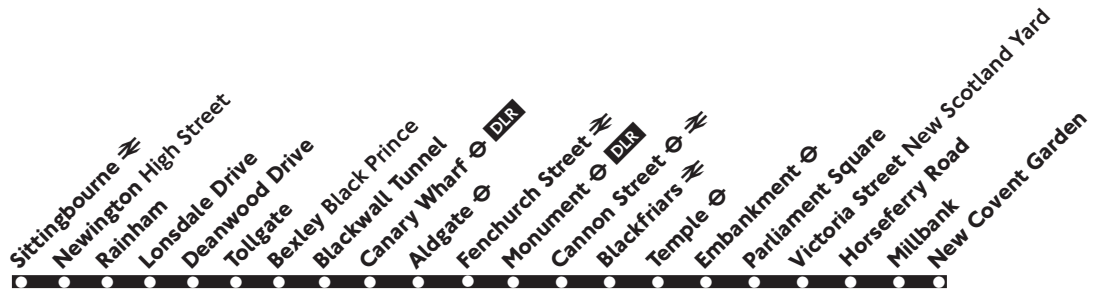 Sittingbourne
Newington High Street
Rainham
Lonsdale Drive
Deanwood Drive
Tollgate
Bexley Black Prince
Blackwall Tunnel
Canary Wharf DLR
Aldgate
Fenchurch Street
Monument DLR
Cannon Street
Blackfriars
Temple
Embankment
Parliament Square
Victoria Street New Scotland Yard
Horseferry Road
Millbank
New Covent Garden